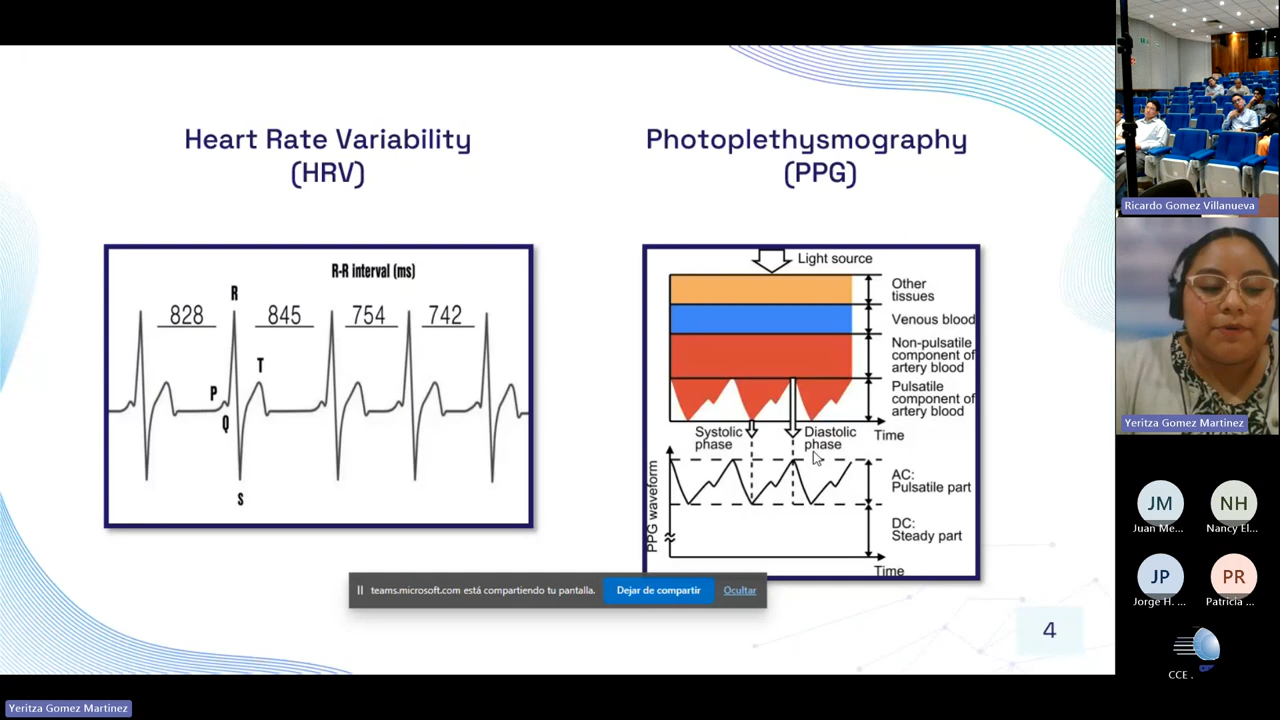 Heart Rate Variability
(HRV)
Photoplethysmography
(PPG)
R-R interval (ms)
828
845
754
742
R
T
P
Q
S
Light source
Other
tissues
Venous blood
Non-pulsatile
component of
artery blood
Pulsatile
component of
artery blood
Systolic
phase
Diastolic
phase
Time
PPG waveform
AC:
Pulsatile part
DC:
Steady part
Time
teams.microsoft.com está compartiendo tu pantalla.
Dejar de compartir
Ocultar
4
Ricardo Gomez Villanueva
Yeritza Gomez Martinez
JM
Juan Me...
NH
Nancy El...
JP
Jorge H. ...
PR
Patricia ...
CCE .
Yeritza Gomez Martinez